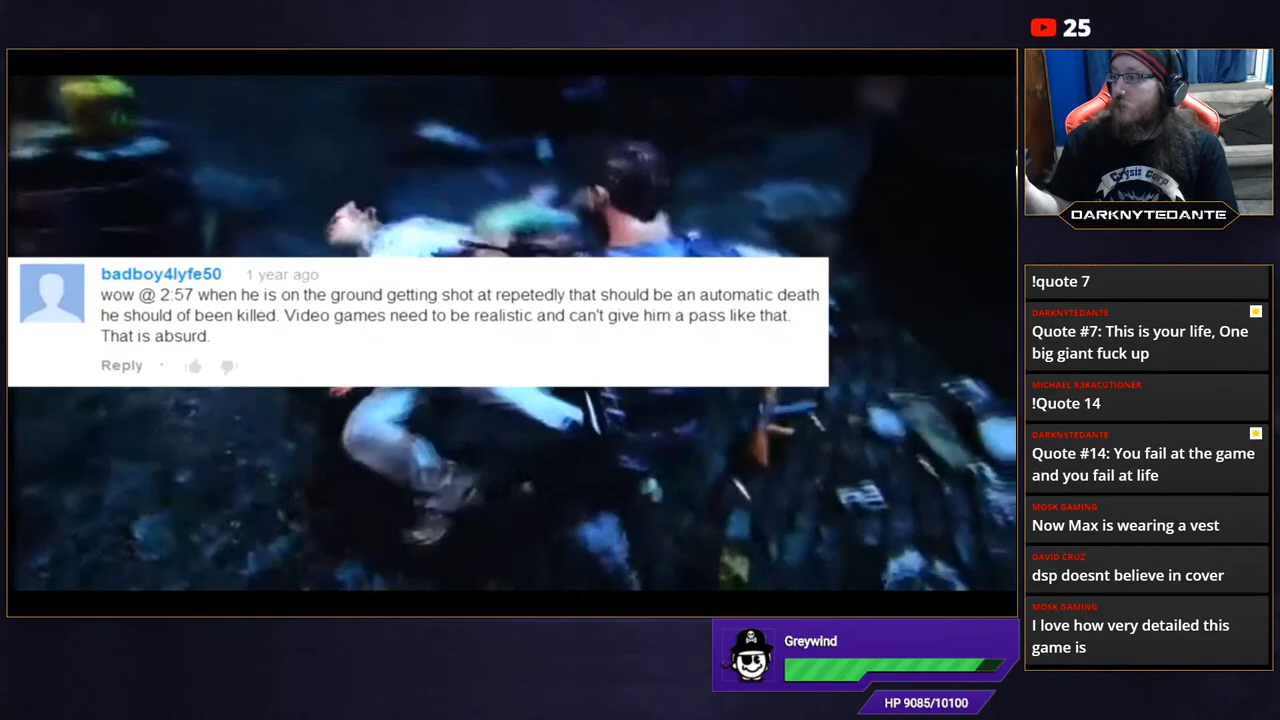 25
badboy4lyfe50 1 year ago
wow @ 2:57 when he is on the ground getting shot at repetedly that should be an automatic death
he should of been killed. Video games need to be realistic and can't give him a pass like that.
That is absurd.
Reply
Crysis Corp
DARKNYTEDANTE
!quote 7
DARKNYTEDANTE
Quote #7: This is your life, One
big giant fuck up
MICHAEL R3KACUTIONER
!Quote 14
DARKNYTEDANTE
Quote #14: You fail at the game
and you fail at life
MOSK GAMING
Now Max is wearing a vest
DAVID CRUZ
dsp doesnt believe in cover
MOSK GAMING
I love how very detailed this
game is
Greywind
HP 9085/10100